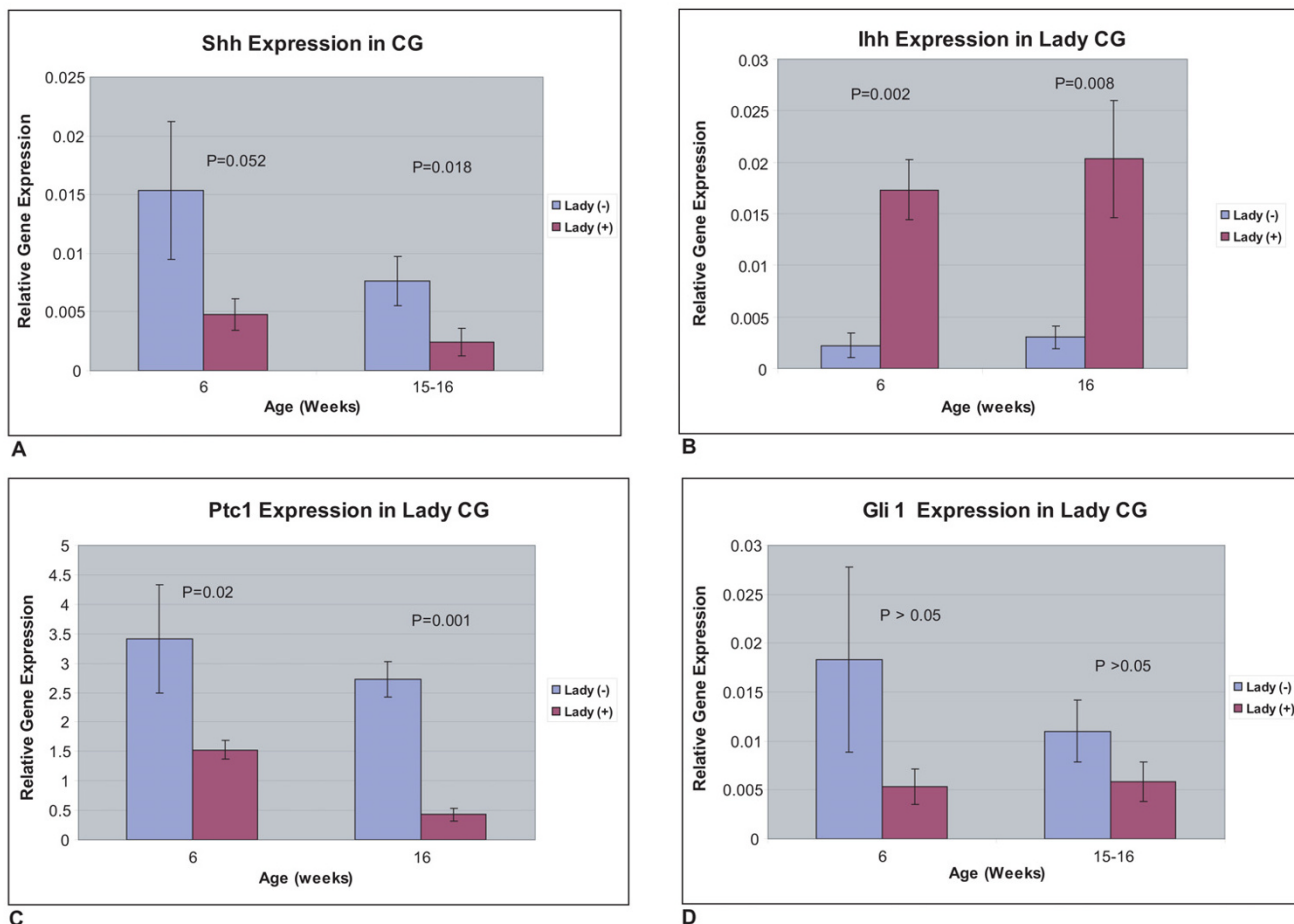 Shh Expression in CG
0.025
0.02
0.015
0.01
0.005
0
Relative Gene Expression
P=0.052
P=0.018
6
15-16
Age (Weeks)
Lady (-)
Lady (+)
A
Ihh Expression in Lady CG
0.03
0.025
0.02
0.015
0.01
0.005
0
Relative Gene Expression
P=0.002
P=0.008
6
16
Age (weeks)
Lady (-)
Lady (+)
B
Ptc1 Expression in Lady CG
5
4.5
4
3.5
3
2.5
2
1.5
1
0.5
0
Relative Gene Expression
P=0.02
P=0.001
6
16
Age (weeks)
Lady (-)
Lady (+)
C
Gli 1 Expression in Lady CG
0.03
0.025
0.02
0.015
0.01
0.005
0
Relative Gene Expression
P > 0.05
P >0.05
6
15-16
Age (weeks)
Lady (-)
Lady (+)
D